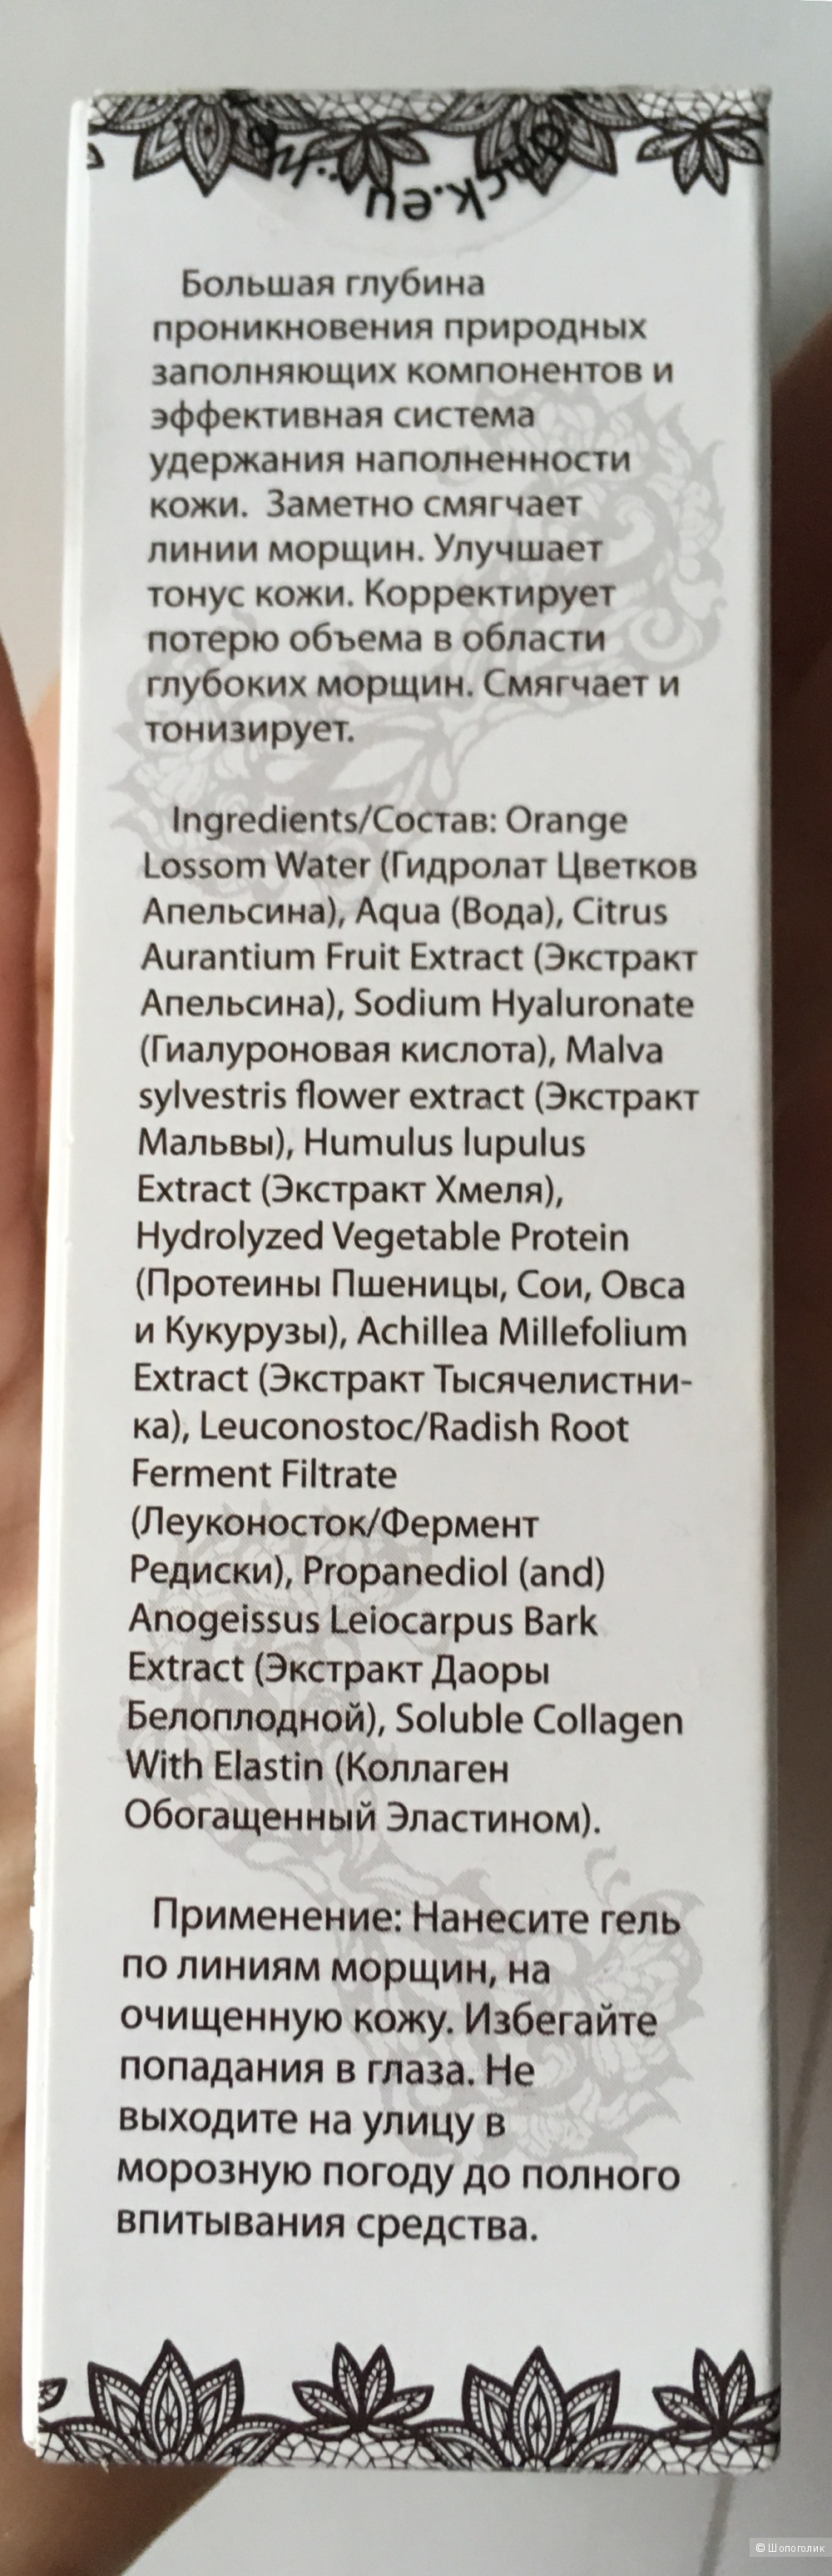 Большая глубина
проникновения природных
заполняющих компонентов и
эффективная система
удержания наполненности
кожи. Заметно смягчает
линии морщин. Улучшает
тонус кожи. Корректирует
потерю объема в области
глубоких морщин. Смягчает и
тонизирует.
Ingredients/Состав: Orange
Lossom Water (Гидролат Цветков
Апельсина), Aqua (Вода), Citrus
Aurantium Fruit Extract (Экстракт
Апельсина), Sodium Hyaluronate
(Гиалуроновая кислота), Malva
sylvestris flower extract (Экстракт
Мальвы), Humulus lupulus
Extract (Экстракт Хмеля),
Hydrolyzed Vegetable Protein
(Протеины Пшеницы, Сои, Овса
и Кукурузы), Achillea Millefolium
Extract (Экстракт Тысячелистни-
ка), Leuconostoc/Radish Root
Ferment Filtrate
(Леуконосток/Фермент
Редиски), Propanediol (and)
Anogeissus Leiocarpus Bark
Extract (Экстракт Даоры
Белоплодной), Soluble Collagen
With Elastin (Коллаген
Обогащенный Эластином).
Применение: Нанесите гель
по линиям морщин, на
очищенную кожу. Избегайте
попадания в глаза. Не
выходите на улицу в
морозную погоду до полного
впитывания средства.
© Шопоголик